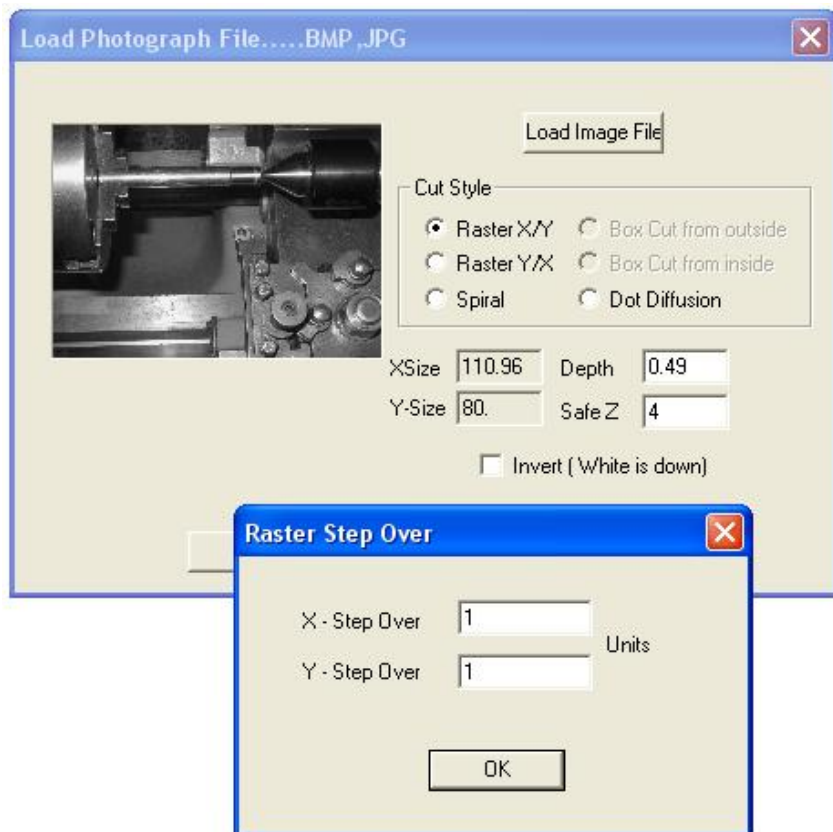 Load Photograph File.....BMP,JPG
Load Image File
Cut Style
Raster X/Y
Box Cut from outside
Raster Y/X
Box Cut from inside
Spiral
Dot Diffusion
XSize 110.96 Depth 0.49
Y-Size 80. Safe Z 4
Invert ( White is down)
Raster Step Over
X - Step Over 1
Units
Y - Step Over 1
OK